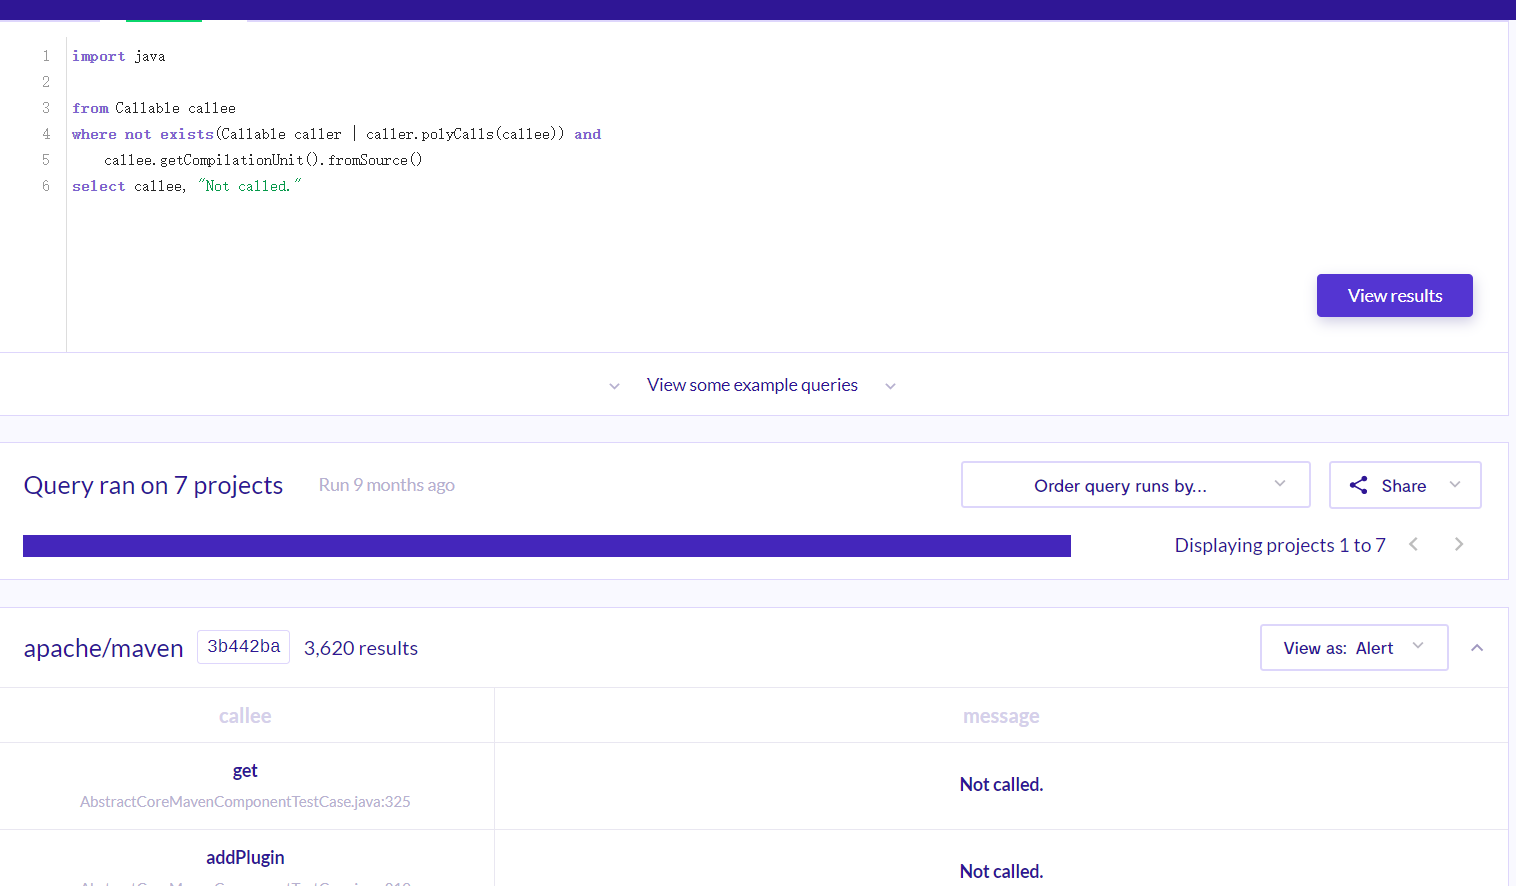 1 import java
2
3 from Callable callee
4 where not exists(Callable caller | caller.polyCalls(callee)) and
5 callee.getCompilationUnit().fromSource()
6 select callee, "Not called."
View results
View some example queries
Query ran on 7 projects Run 9 months ago Order query runs by... Share
Displaying projects 1 to 7
apache/maven 3b442ba 3,620 results View as: Alert
callee message
get
AbstractCoreMavenComponentTestCase.java:325
Not called.
addPlugin
Not called.